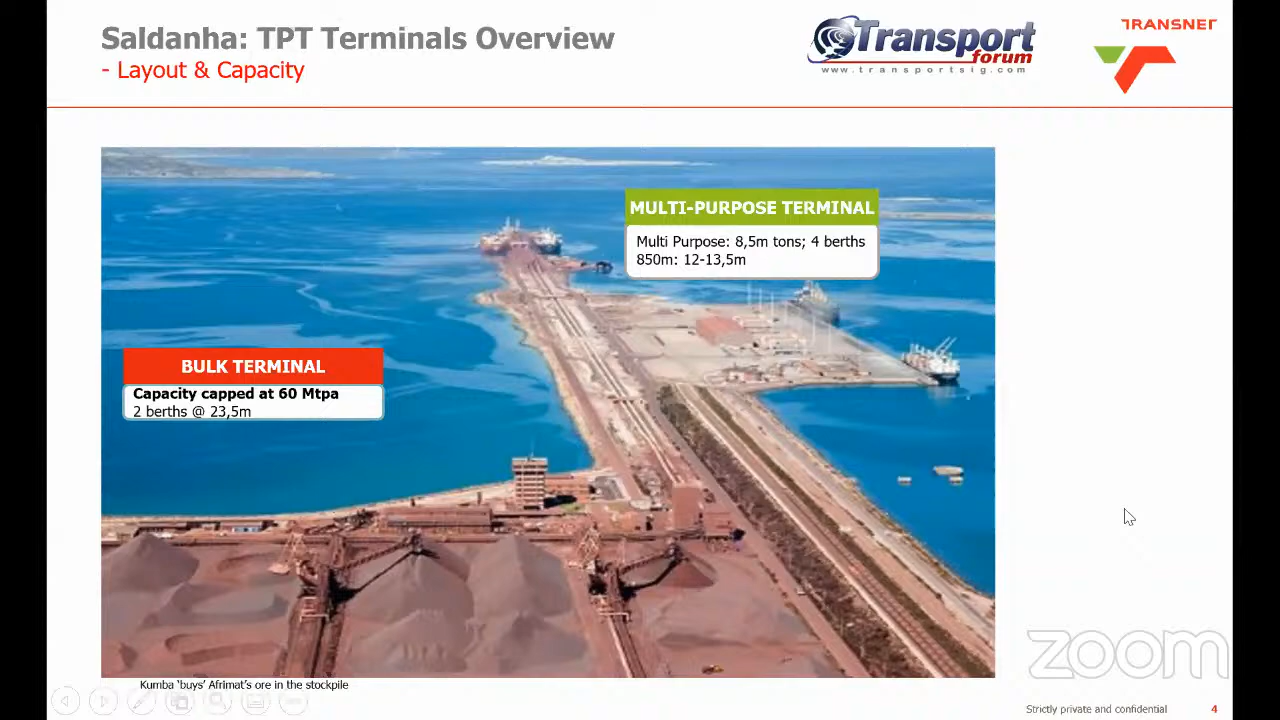 Saldanha: TPT Terminals Overview
- Layout & Capacity
Transport
forum
www.transportsig.com
TRANSNET
MULTI-PURPOSE TERMINAL
Multi Purpose: 8,5m tons; 4 berths
850m: 12-13,5m
BULK TERMINAL
Capacity capped at 60 Mtpa
2 berths @ 23,5m
Kumba 'buys' Afrimat's ore in the stockpile
zoom
Strictly private and confidential
4